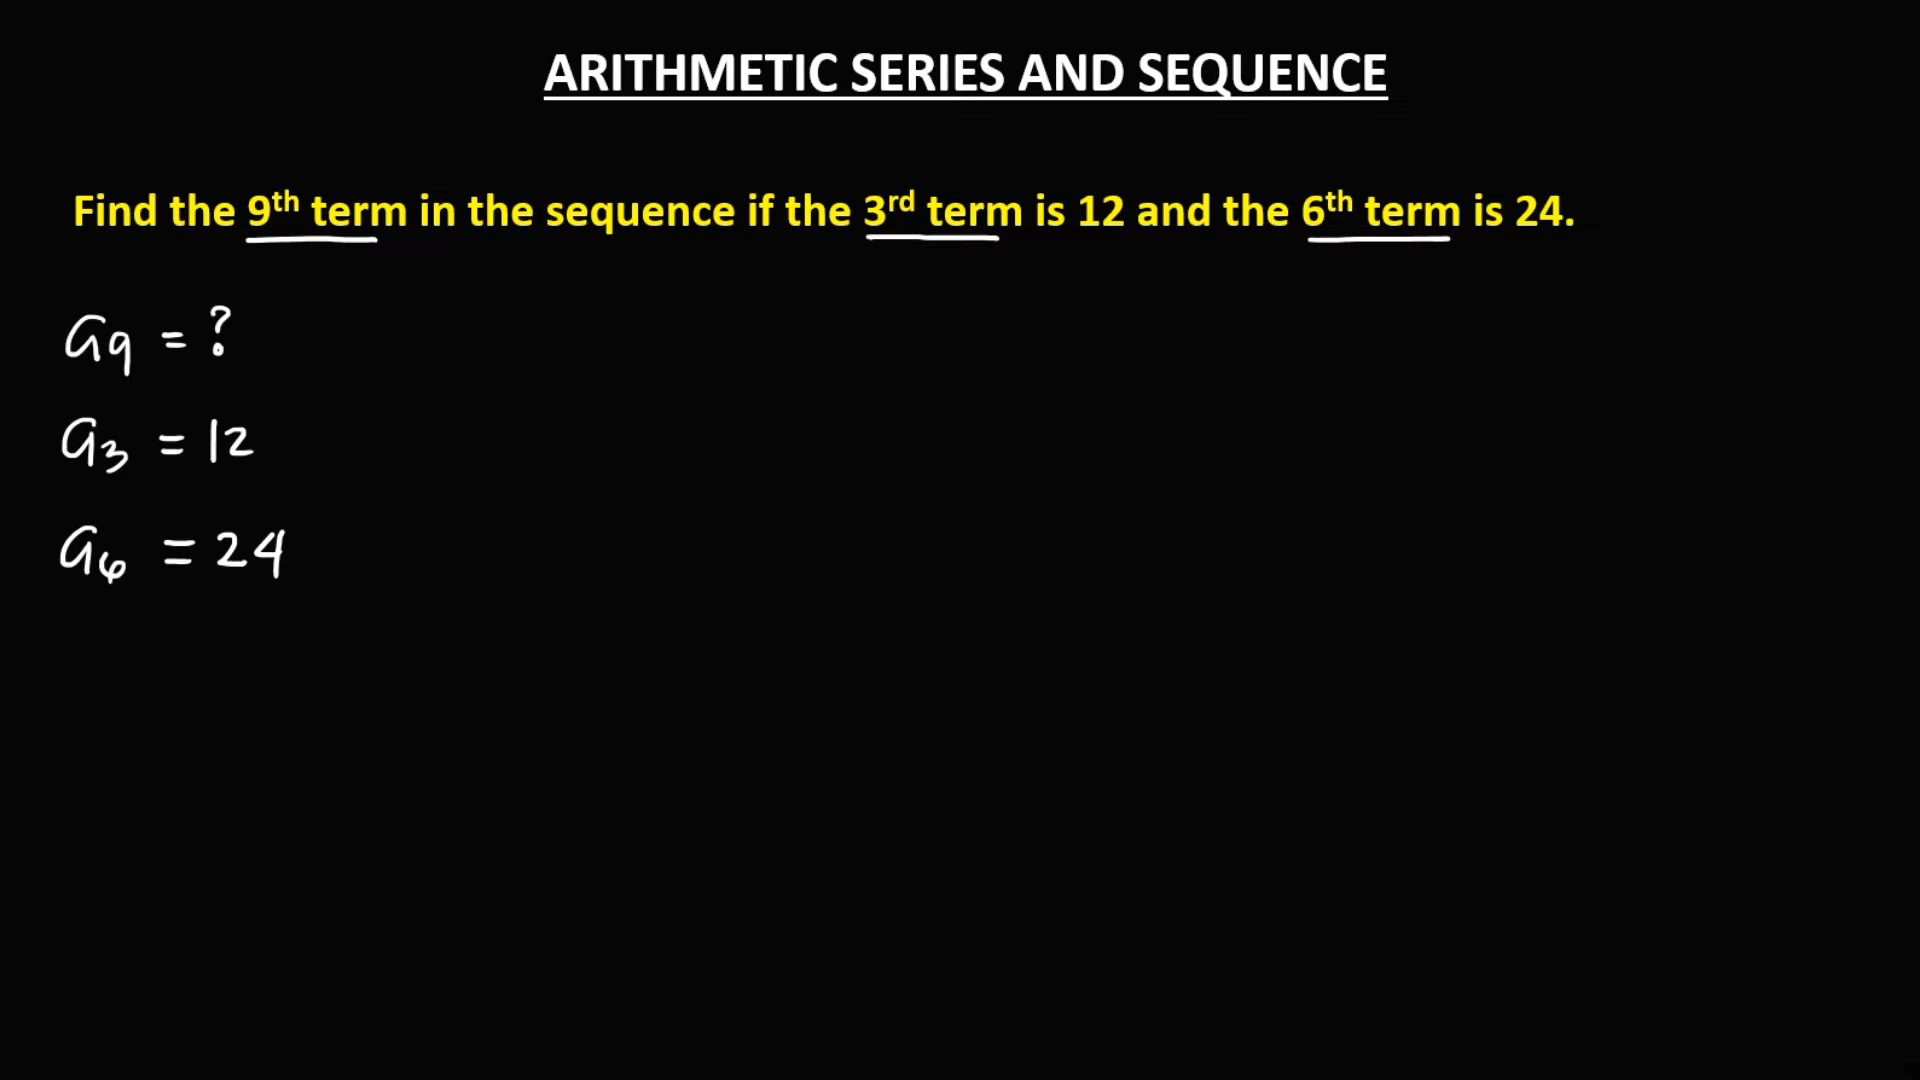 ARITHMETIC SERIES AND SEQUENCE
Find the 9th term in the sequence if the 3rd term is 12 and the 6th term is 24.
a9 = ?
a3 = 12
a6 = 24